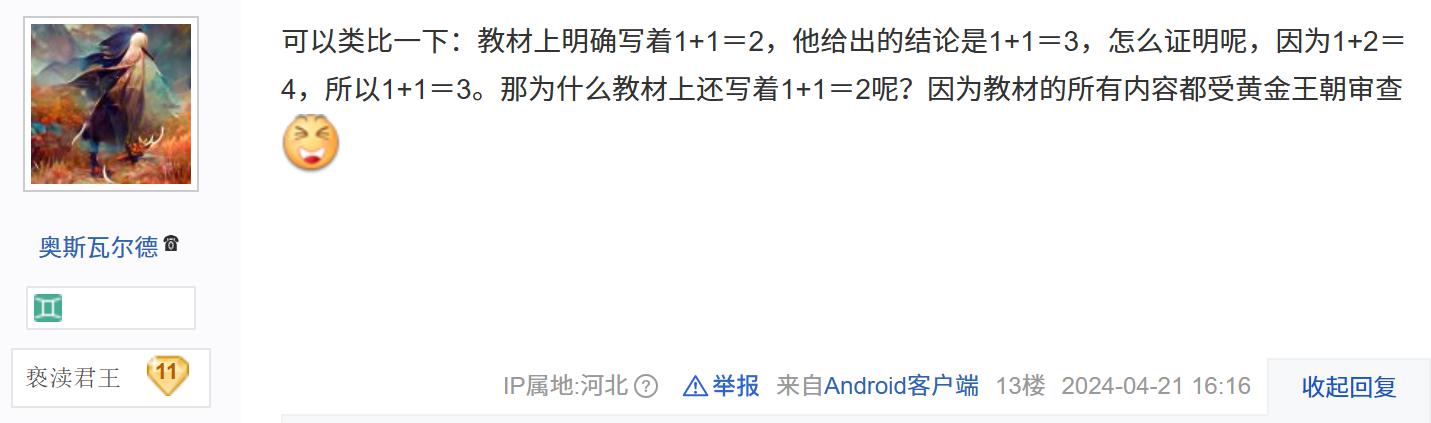 可以类比一下：教材上明确写着1+1＝2，他给出的结论是1+1＝3，怎么证明呢，因为1+2＝
4，所以1+1＝3。那为什么教材上还写着1+1＝2呢？因为教材的所有内容都受黄金王朝审查
奥斯瓦尔德
亵渎君王 11
IP属地:河北 ? 举报 来自Android客户端 13楼 2024-04-21 16:16 收起回复